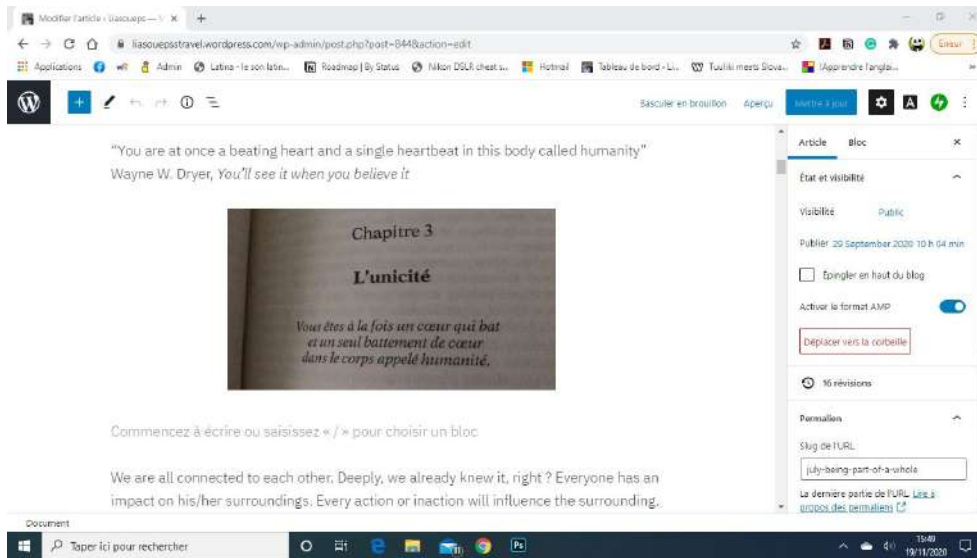 Modifier l'article ‹ liasoueps —
liasouepsstravel.wordpress.com/wp-admin/post.php?post=844&action=edit
Erreur
Applications
Admin
Latina - le son latin...
Roadmap | By Status
Nikon DSLR cheat s...
Hotmail
Tableau de bord ‹ Li...
Tuuliki meets Slova...
Basculer en brouillon
Aperçu
Mettre à jour
"You are at once a beating heart and a single heartbeat in this body called humanity"
Wayne W. Dryer, You'll see it when you believe it
Chapitre 3
L'unicité
Vous êtes à la fois un cœur qui bat
et un seul battement de cœur
dans le corps appelé humanité.
Commencez à écrire ou saisissez « / » pour choisir un bloc
We are all connected to each other. Deeply, we already knew it, right ? Everyone has an
impact on his/her surroundings. Every action or inaction will influence the surrounding.
Article Bloc
État et visibilité
Visibilité Public
Publier 29 September 2020 10 h 04 min
Épingler en haut du blog
Activer le format AMP
Déplacer vers la corbeille
16 révisions
Permalien
Slug de l'URL
july-being-part-of-a-whole
La dernière partie de l'URL. Lire à
propos des permaliens
Document
Taper ici pour rechercher
Ps
15:49
19/11/2020